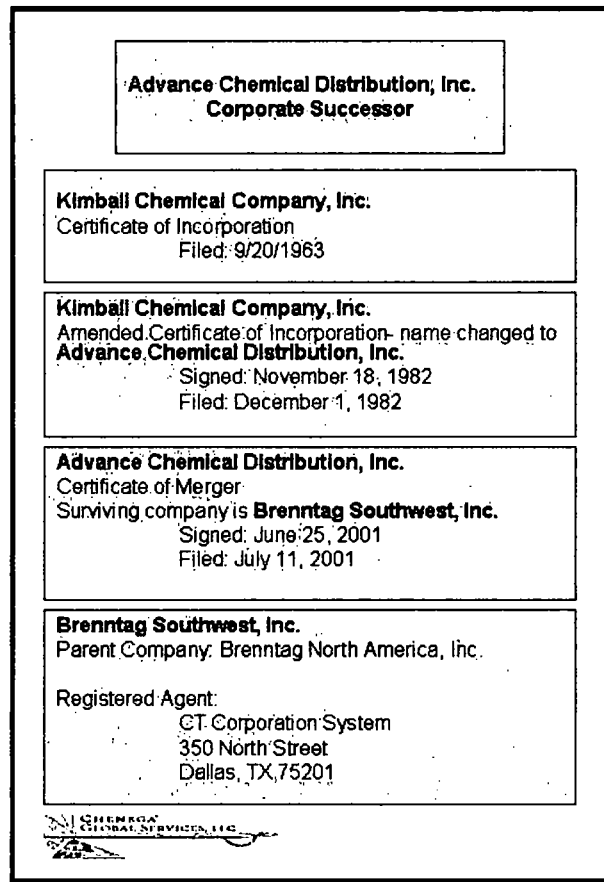 Advance Chemical Distribution, Inc.
Corporate Successor
Kimball Chemical Company, Inc.
Certificate of Incorporation
Filed: 9/20/1963
Kimball Chemical Company, Inc.
Amended Certificate of Incorporation- name changed to
Advance Chemical Distribution, Inc.
Signed: November 18, 1982
Filed: December 1, 1982
Advance Chemical Distribution, Inc.
Certificate of Merger
Surviving company is Brenntag Southwest, Inc.
Signed: June 25, 2001
Filed: July 11, 2001
Brenntag Southwest, Inc.
Parent Company: Brenntag North America, Inc.
Registered Agent:
CT Corporation System
350 North Street
Dallas, TX 75201
CHENEGA
GLOBAL SERVICES, LLC